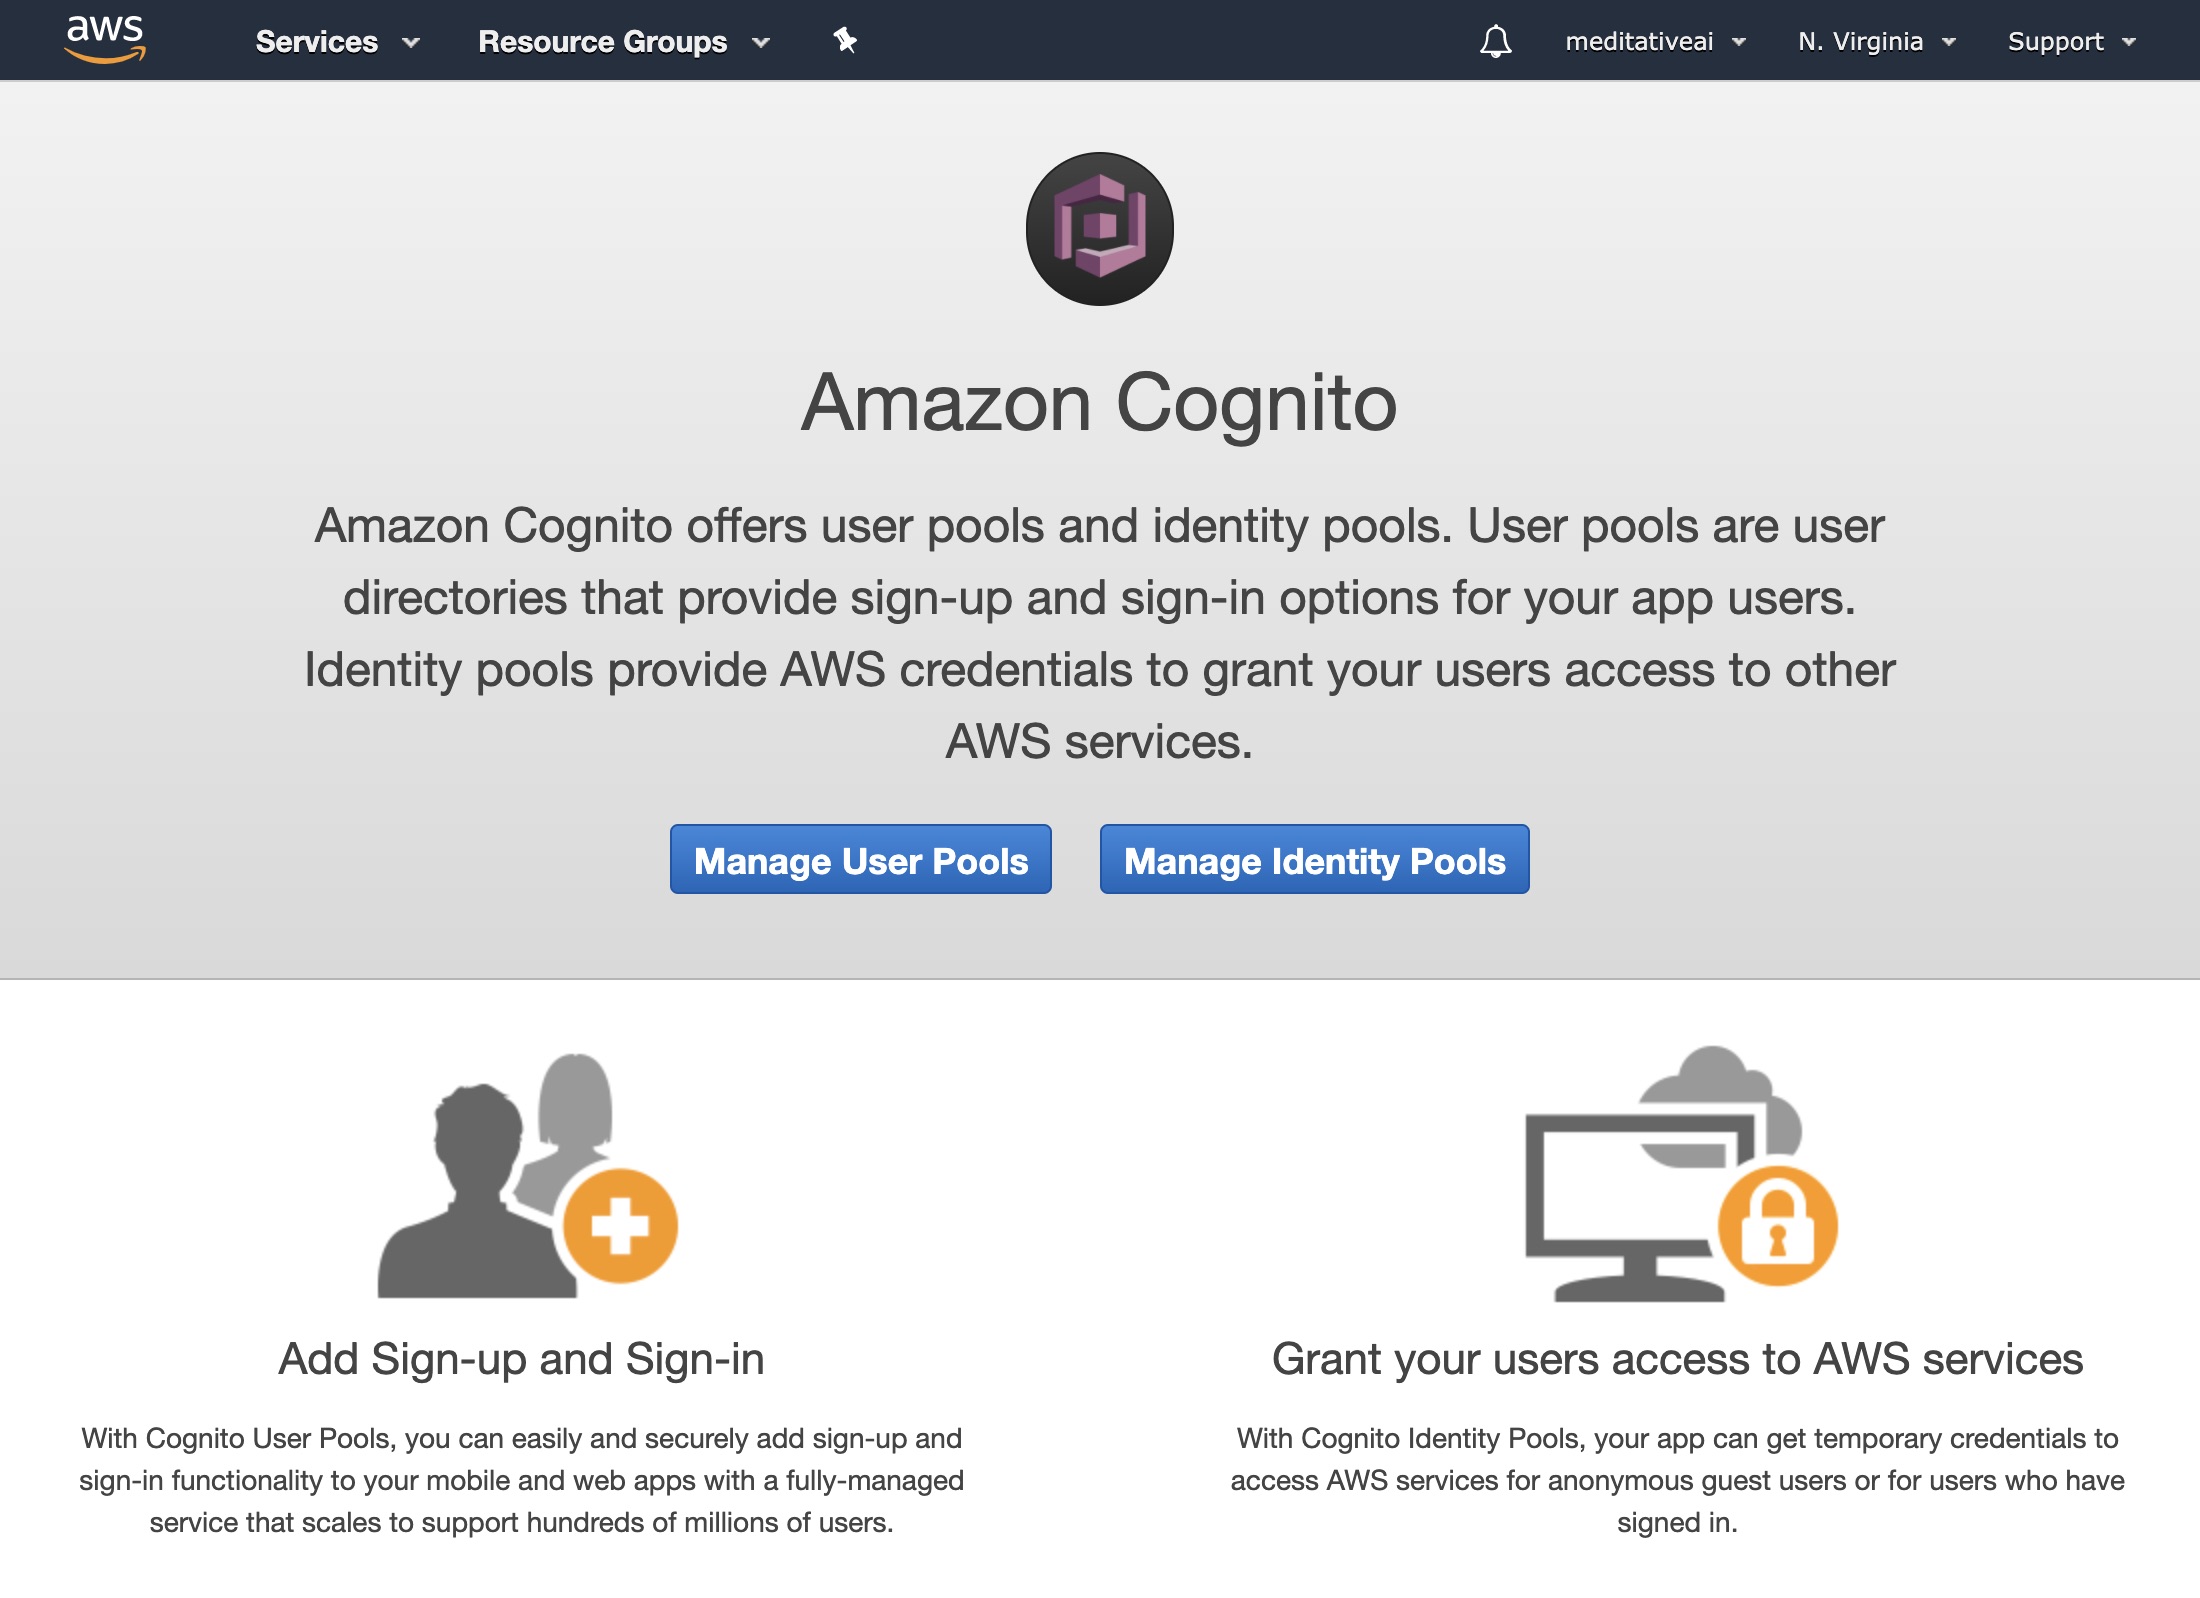 aws
Services
Resource Groups
meditativeai
N. Virginia
Support
Amazon Cognito
Amazon Cognito offers user pools and identity pools. User pools are user
directories that provide sign-up and sign-in options for your app users.
Identity pools provide AWS credentials to grant your users access to other
AWS services.
Manage User Pools
Manage Identity Pools
Add Sign-up and Sign-in
With Cognito User Pools, you can easily and securely add sign-up and
sign-in functionality to your mobile and web apps with a fully-managed
service that scales to support hundreds of millions of users.
Grant your users access to AWS services
With Cognito Identity Pools, your app can get temporary credentials to
access AWS services for anonymous guest users or for users who have
signed in.